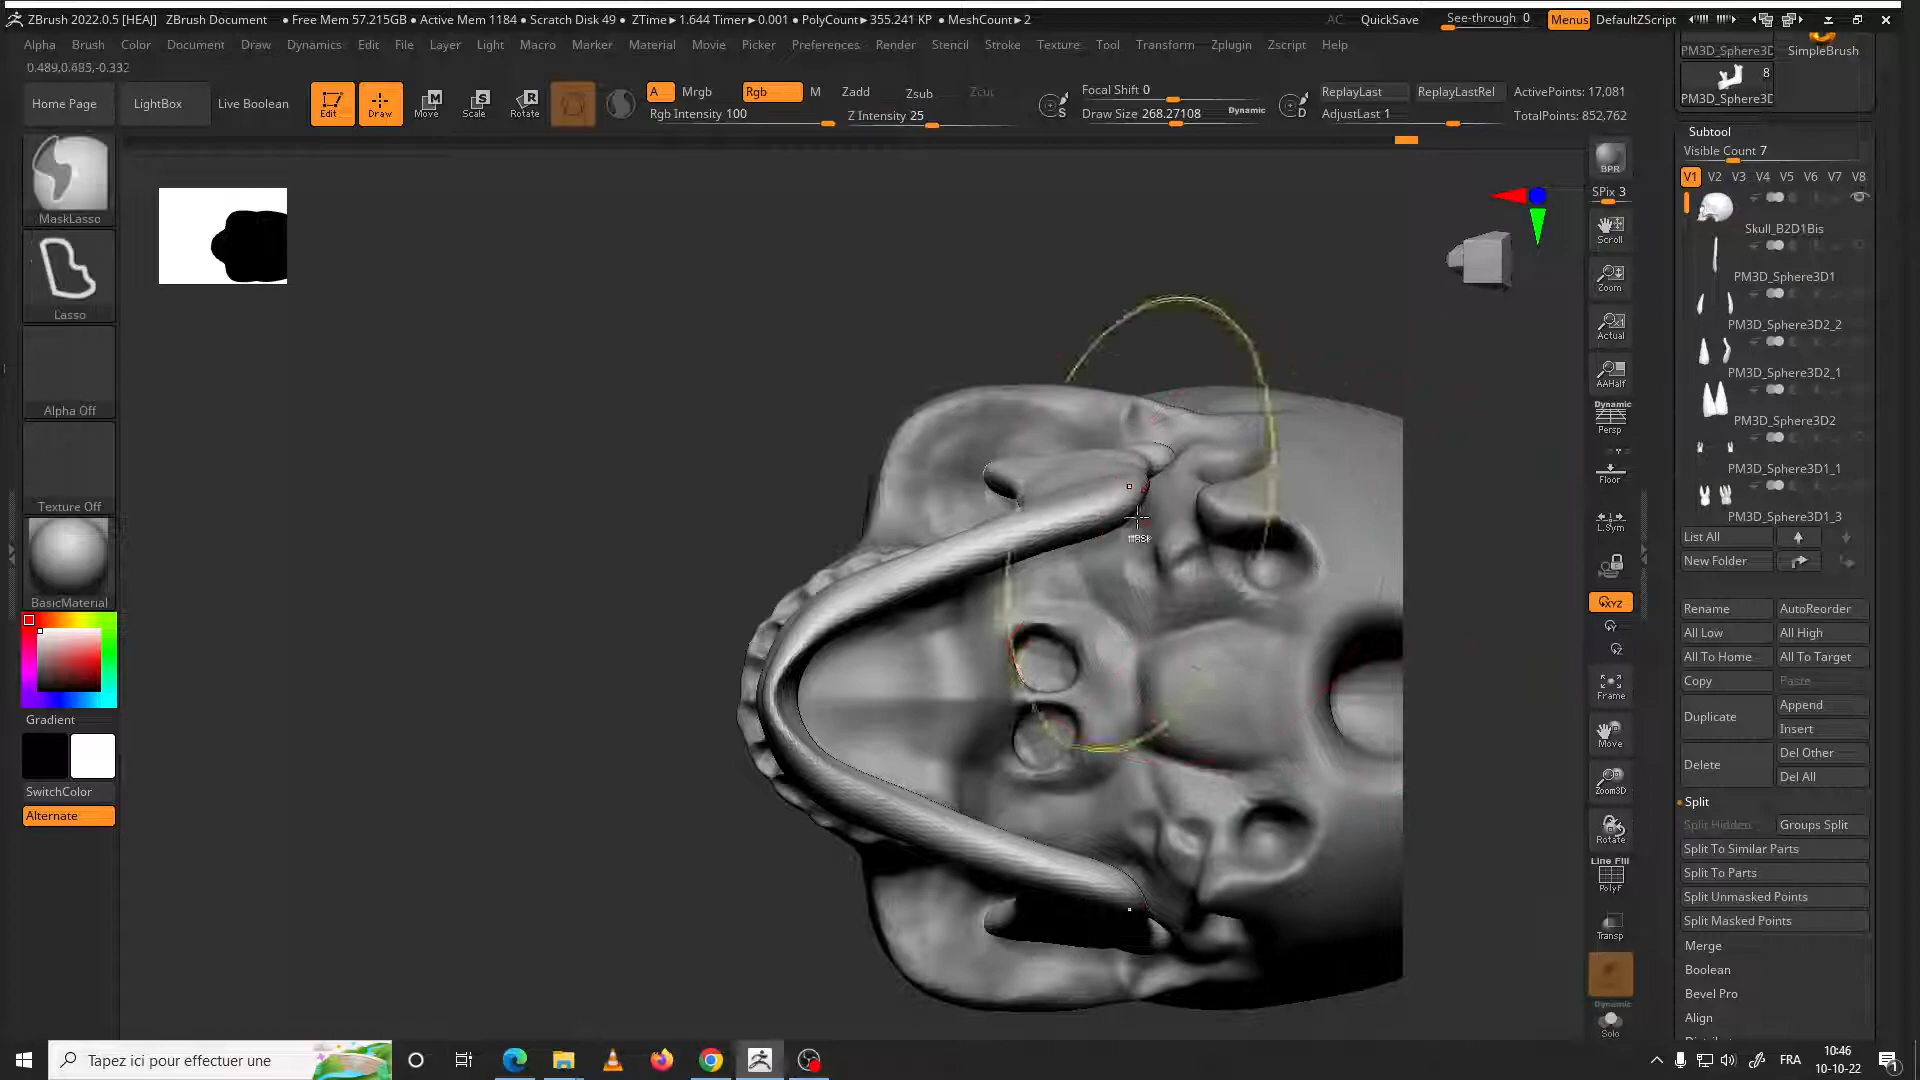 ZBrush 2022.0.5 [HEAJ] ZBrush Document • Free Mem 57.215GB • Active Mem 1184 • Scratch Disk 49 • ZTime►1.644 Timer►0.001 • PolyCount►355.241 KP • MeshCount►2 AC QuickSave See-through 0 Menus DefaultZScript
Alpha Brush Color Document Draw Dynamics Edit File Layer Light Macro Marker Material Movie Picker Preferences Render Stencil Stroke Texture Tool Transform Zplugin Zscript Help
0.489,0.685,-0.332
Home Page LightBox Live Boolean
Edit Draw Move Scale Rotate
A Mrgb Rgb M Zadd Zsub Zcut
Rgb Intensity 100 Z Intensity 25
Focal Shift 0
Draw Size 268.27108 Dynamic
S
D
ReplayLast ReplayLastRel
AdjustLast 1
ActivePoints: 17,081
TotalPoints: 852,762
MaskLasso
Lasso
Alpha Off
Texture Off
BasicMaterial
Gradient
SwitchColor
Alternate
BPR
SPix 3
Scroll
Zoom
Actual
AAHalf
Dynamic
Persp
Floor
L.Sym
XYZ
Y
Z
Frame
Move
Zoom3D
Rotate
Line Fill
PolyF
Transp
Dynamic
Solo
PM3D_Sphere3D SimpleBrush
8
PM3D_Sphere3D
Subtool
Visible Count 7
V1 V2 V3 V4 V5 V6 V7 V8
Skull_B2D1Bis
PM3D_Sphere3D1
PM3D_Sphere3D2_2
PM3D_Sphere3D2_1
PM3D_Sphere3D2
PM3D_Sphere3D1_1
PM3D_Sphere3D1_3
List All
New Folder
Rename AutoReorder
All Low All High
All To Home All To Target
Copy Paste
Duplicate Append
Insert
Delete Del Other
Del All
Split
Split Hidden Groups Split
Split To Similar Parts
Split To Parts
Split Unmasked Points
Split Masked Points
Merge
Boolean
Bevel Pro
Align
Tapez ici pour effectuer une
FRA
10:46
10-10-22
1